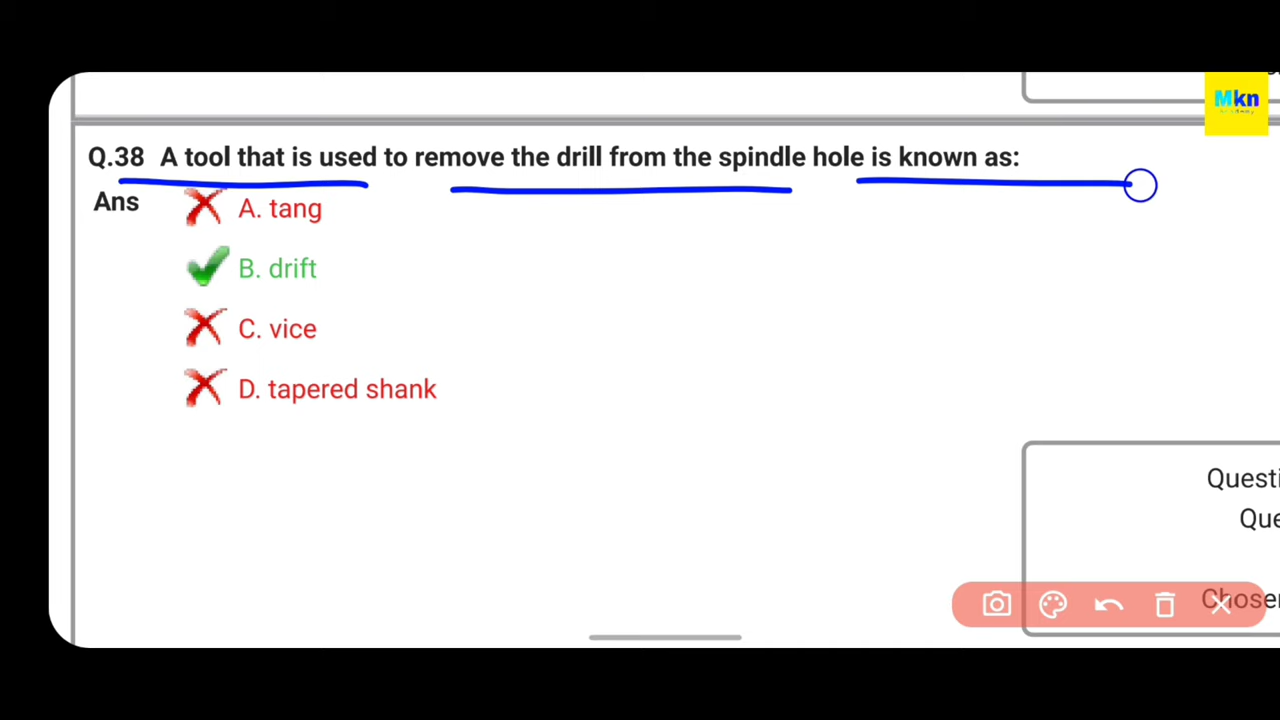 Mkn
Q.38 A tool that is used to remove the drill from the spindle hole is known as:
Ans
A. tang
B. drift
C. vice
D. tapered shank
Questi
Que
Chosen